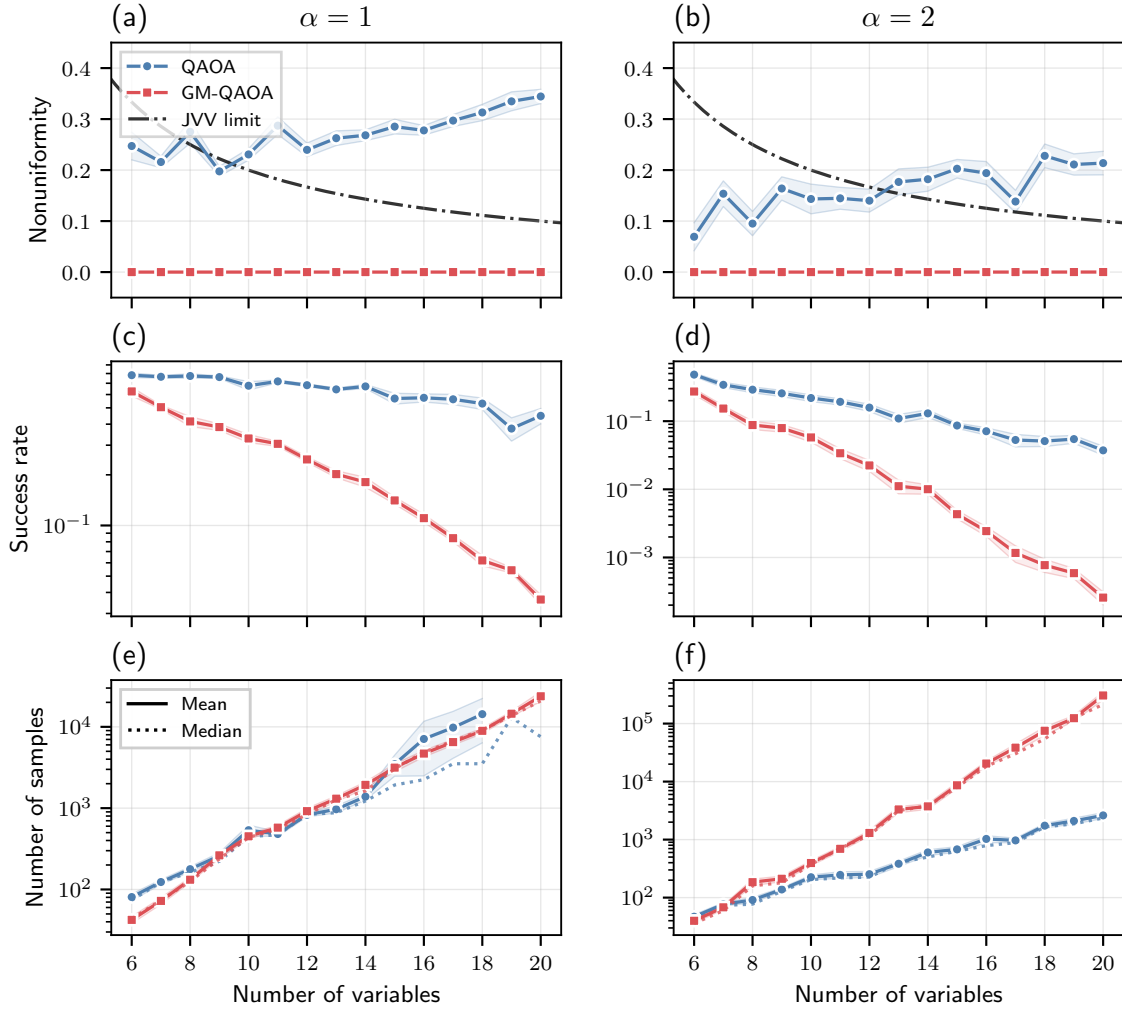 (a) α = 1
(b) α = 2
Nonuniformity
0.4
0.3
0.2
0.1
0.0
QAOA
GM-QAOA
JVV limit
0.4
0.3
0.2
0.1
0.0
(c)
(d)
Success rate
10⁻¹
10⁻¹
10⁻²
10⁻³
(e)
(f)
Number of samples
10⁴
10³
10²
Mean
Median
10⁵
10⁴
10³
10²
6 8 10 12 14 16 18 20
6 8 10 12 14 16 18 20
Number of variables
Number of variables